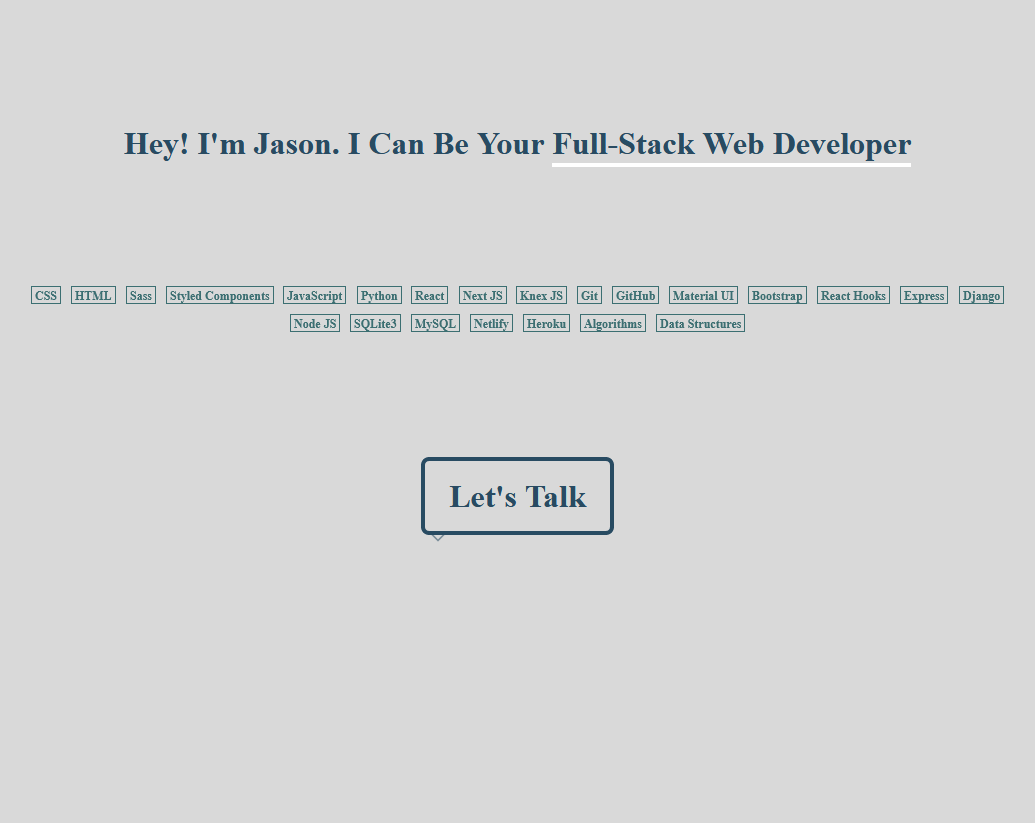 Hey! I'm Jason. I Can Be Your Full-Stack Web Developer
CSS HTML Sass Styled Components JavaScript Python React Next JS Knex JS Git GitHub Material UI Bootstrap React Hooks Express Django
Node JS SQLite3 MySQL Netlify Heroku Algorithms Data Structures
Let's Talk